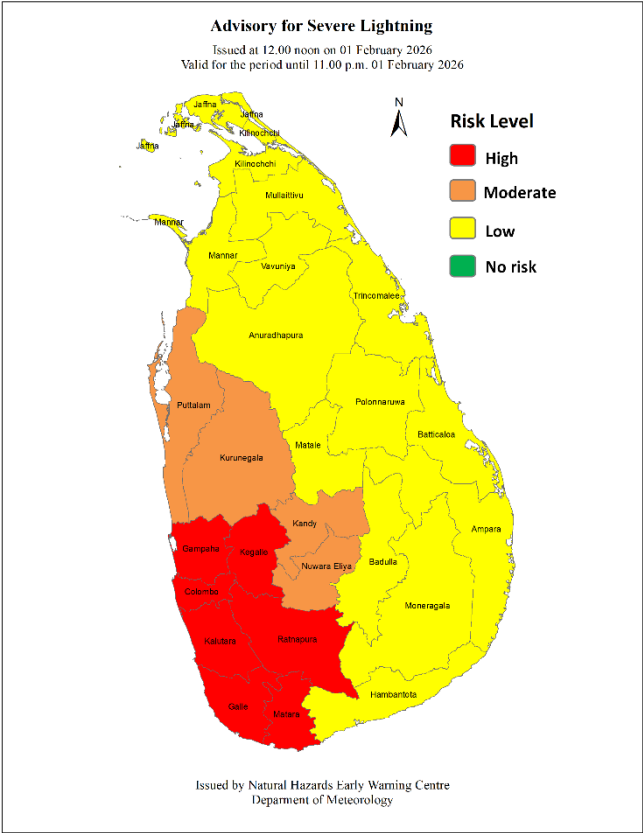 Advisory for Severe Lightning
Issued at 12.00 noon on 01 February 2026
Valid for the period until 11.00 p.m. 01 February 2026
N
Risk Level
High
Moderate
Low
No risk
Jaffna
Jaffna
Jaffna
Kilinochchi
Jaffna
Kilinochchi
Mullaittivu
Mannar
Mannar
Vavuniya
Trincomalee
Anuradhapura
Puttalam
Polonnaruwa
Batticaloa
Matale
Kurunegala
Kandy
Ampara
Gampaha
Kegalle
Nuwara Eliya
Badulla
Colombo
Moneragala
Kalutara
Ratnapura
Hambantota
Galle
Matara
Issued by Natural Hazards Early Warning Centre
Deparment of Meteorology